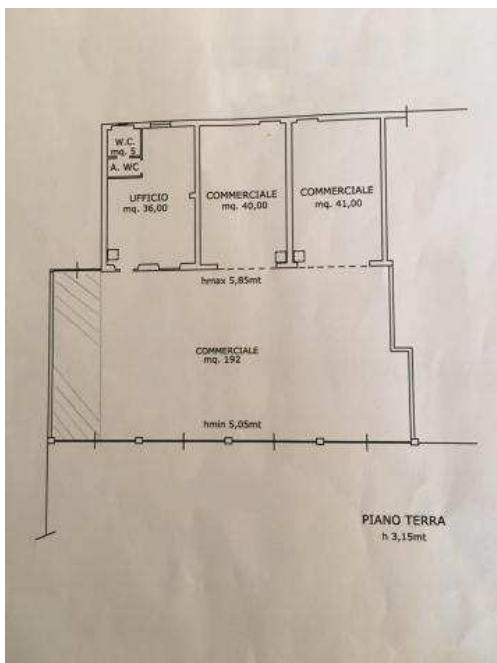 W.C.
mq. 5
A. WC
UFFICIO
mq. 36,00
COMMERCIALE
mq. 40,00
COMMERCIALE
mq. 41,00
hmax 5,85mt
COMMERCIALE
mq. 192
hmin 5,05mt
PIANO TERRA
h 3,15mt